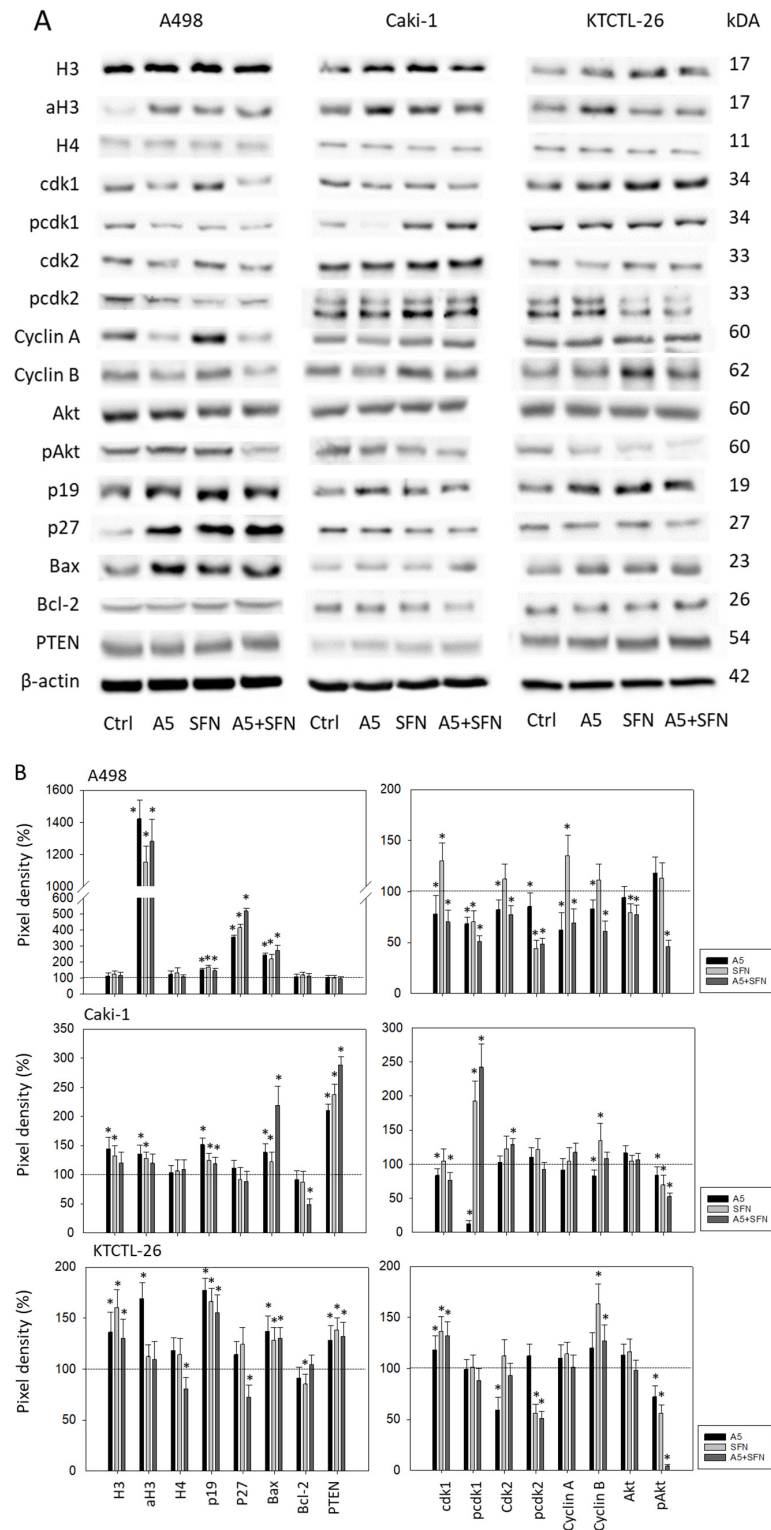 A
A498 Caki-1 KTCTL-26 kDA
H3 17
aH3 17
H4 11
cdk1 34
pcdk1 34
cdk2 33
pcdk2 33
Cyclin A 60
Cyclin B 62
Akt 60
pAkt 60
p19 19
p27 27
Bax 23
Bcl-2 26
PTEN 54
β-actin 42
Ctrl A5 SFN A5+SFN Ctrl A5 SFN A5+SFN Ctrl A5 SFN A5+SFN
B
A498
Pixel density (%)
1600
1400
1200
1000
600
500
400
300
200
100
0
* * *
* * *
* * *
* * *
200
150
100
50
0
* * *
* * *
* *
* * *
* * *
* *
* *
*
A5
SFN
A5+SFN
Caki-1
Pixel density (%)
350
300
250
200
150
100
50
0
* *
* *
* * *
* * *
*
* * *
300
250
200
150
100
50
0
* *
* * *
*
* *
* * *
A5
SFN
A5+SFN
KTCTL-26
Pixel density (%)
200
150
100
50
0
* * *
*
*
* * *
*
* * *
*
* * *
200
150
100
50
0
* * *
*
* *
* *
* * *
A5
SFN
A5+SFN
H3 aH3 H4 p19 P27 Bax Bcl-2 PTEN
cdk1 pcdk1 Cdk2 pcdk2 Cyclin A Cyclin B Akt pAkt